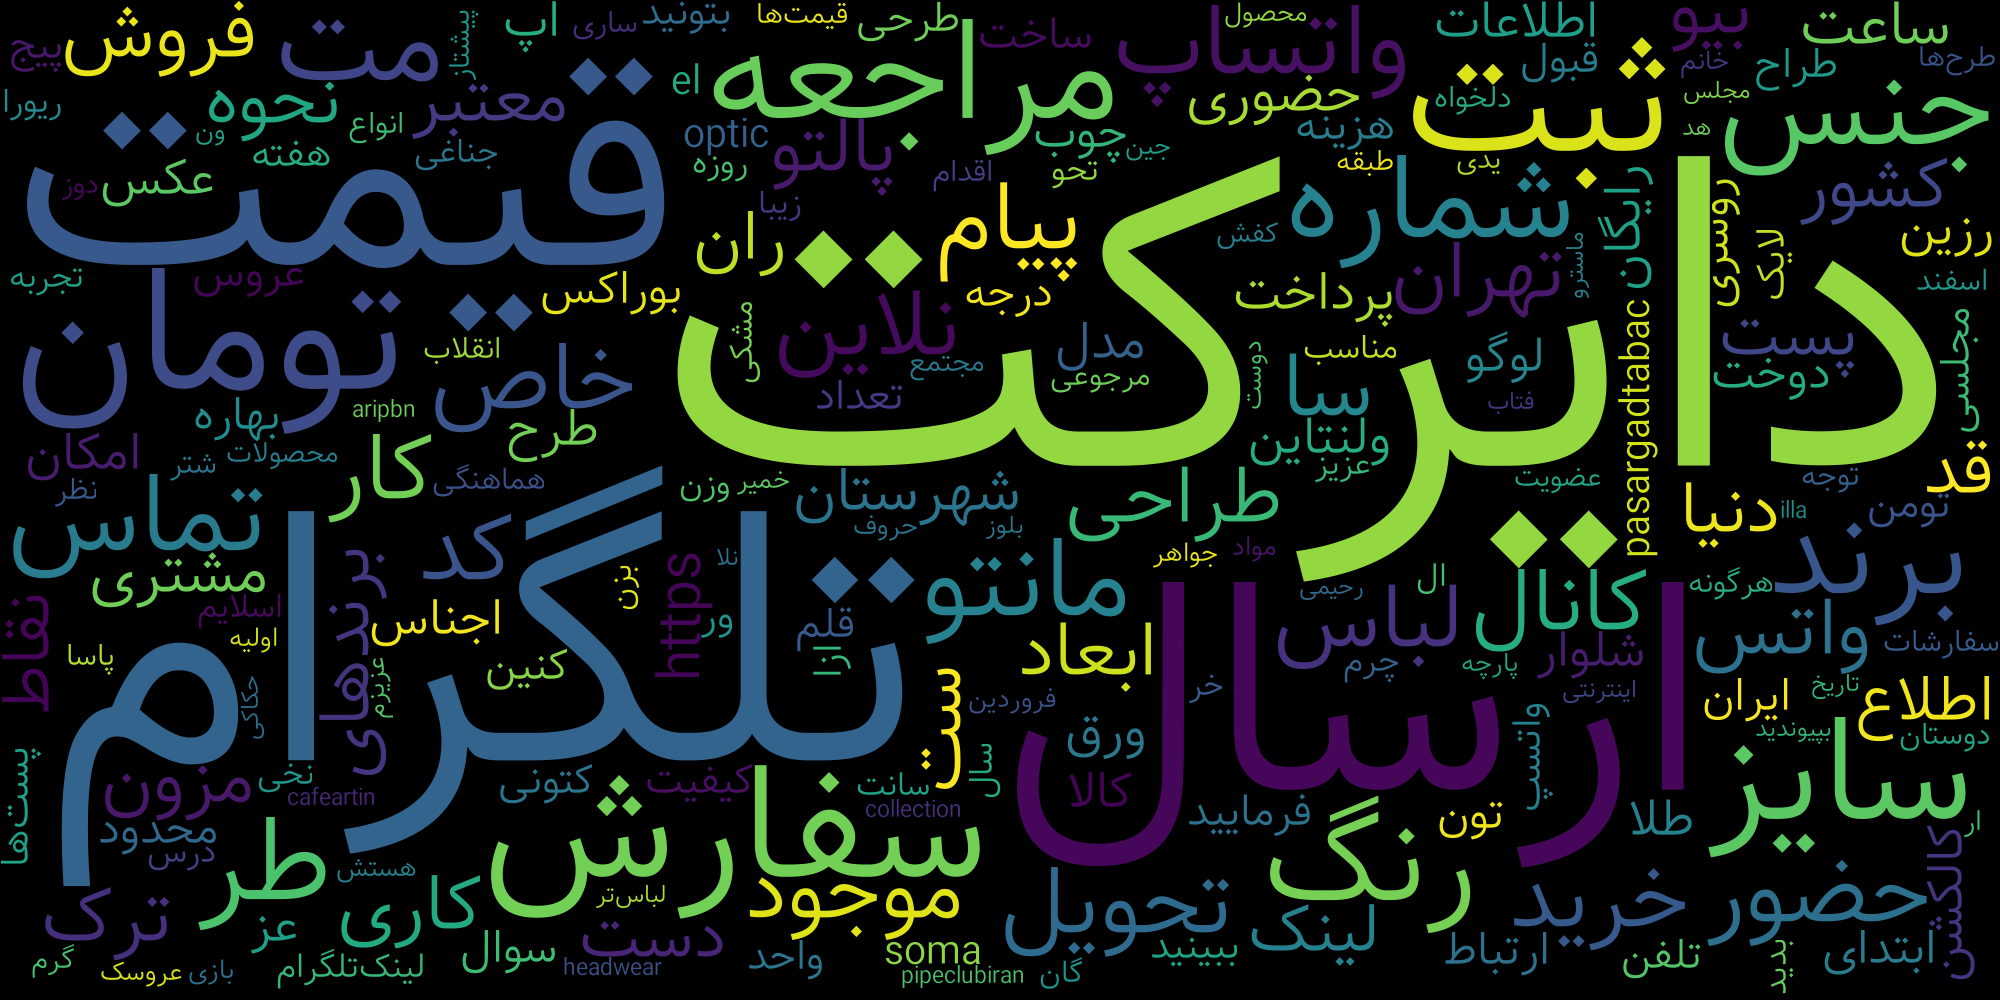 دایرکت
تلگرام
ارسال
قیمت
تومان
مراجعه
ثبت
سفارش
سایز
جنس
رنگ
شماره
مانتو
برند
طراحی
تماس
موجود
تحویل
خرید
حضور
واتساپ
پیام
نلاین
تهران
خاص
معتبر
مت
فروش
نحوه
پالتو
حضوری
کشور
اطلاعات
بیو
ساعت
طراح
قبول
طرح‌ها
خانم
مجلس
هد
دلخواه
هزینه
طبقه
یدی
رایگان
روسری
لایک
رزین
اسفند
پست
دوخت
مجلسی
ماسترو
لوگو
فتاب
مناسب
پرداخت
کفش
دوست
سا
ولنتاین
عزیز
عضویت
توجه
قد
دنیا
تومن
illa
pasargadtabac
محصول
ساخت
طرحی
قیمت‌ها
بتونید
ساری
اپ
پیشتاز
پیج
ریورا
el
optic
روزه
چوب
جین
تحو
اقدام
زیبا
ران
درجه
بوراکس
انواع
جناغی
هفته
ون
عکس
دوز
عروس
تجربه
انقلاب
مشکی
مدل
مرجوعی
مجتمع
تعداد
aripbn
بهاره
طرح
کار
امکان
محصولات
شتر
نظر
هماهنگی
وزن
خمیر
شهرستان
حروف
بلوز
جواهر
مواد
کد
مشتری
برندهای
نقاط
اسلایم
اولیه
پاسا
اجناس
عزیزم
کنین
بزن
https
نلا
ور
قلم
ازنا
حکاکی
ست
ابعاد
فروردین
ورق
خر
رحیمی
ال
لباس
چرم
کانال
پارچه
شلوار
اینترنتی
هرگونه
واتس
سفارشات
ایران
تاریخ
اطلاع
دوستان
بپیوندید
واتسپ
مزون
نخی
cafeartin
پست‌ها
محدود
درس
هستش
طر
ترک
عز
کاری
گرم
عروسک
بازی
لینک‌تلگرام
سوال
کتونی
کیفیت
سانت
collection
سال
کالا
فرمایید
تون
طلا
ار
کالکشن
لباس‌تر
دست
headwear
واحد
soma
pipeclubiran
گان
ببینید
لینک
ارتباط
تلفن
بدید
ابتدای